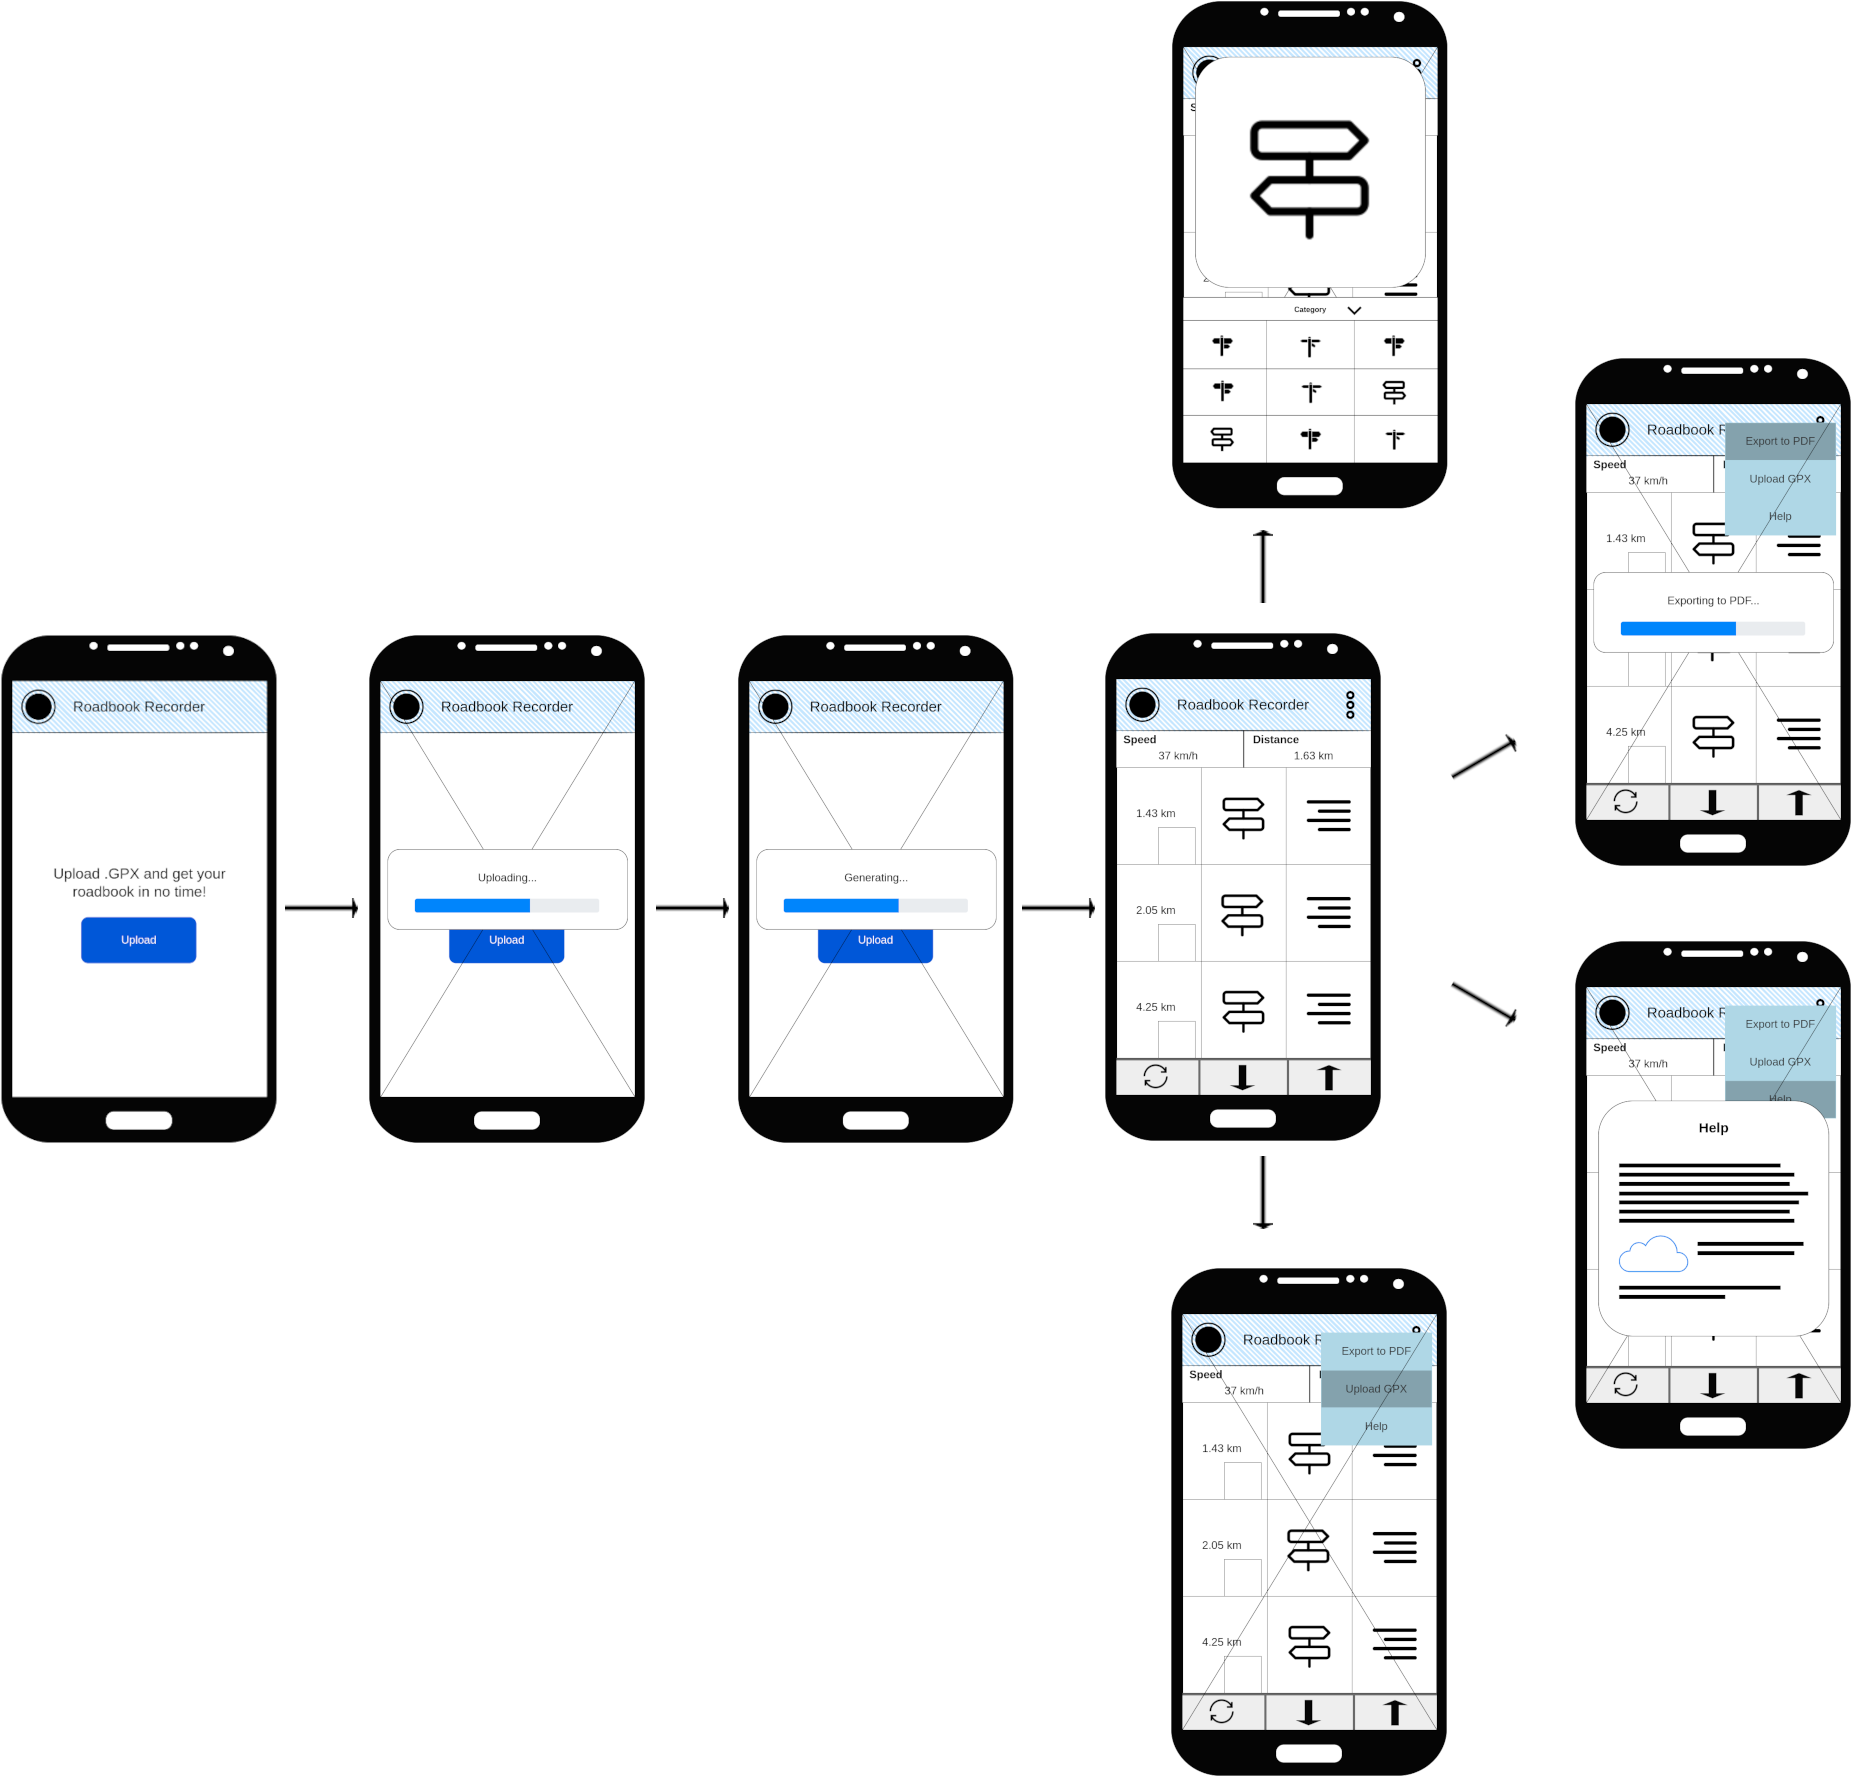 Category
Roadbook Recorder
Upload .GPX and get your
roadbook in no time!
Upload
Roadbook Recorder
Uploading...
Upload
Roadbook Recorder
Generating...
Upload
Roadbook Recorder
Speed
37 km/h
Distance
1.63 km
1.43 km
2.05 km
4.25 km
Roadbook R
Export to PDF
Upload GPX
Help
Speed
37 km/h
1.43 km
Exporting to PDF...
4.25 km
Roadbook R
Export to PDF
Upload GPX
Help
Speed
37 km/h
Help
Roadbook R
Export to PDF
Upload GPX
Help
Speed
37 km/h
1.43 km
2.05 km
4.25 km